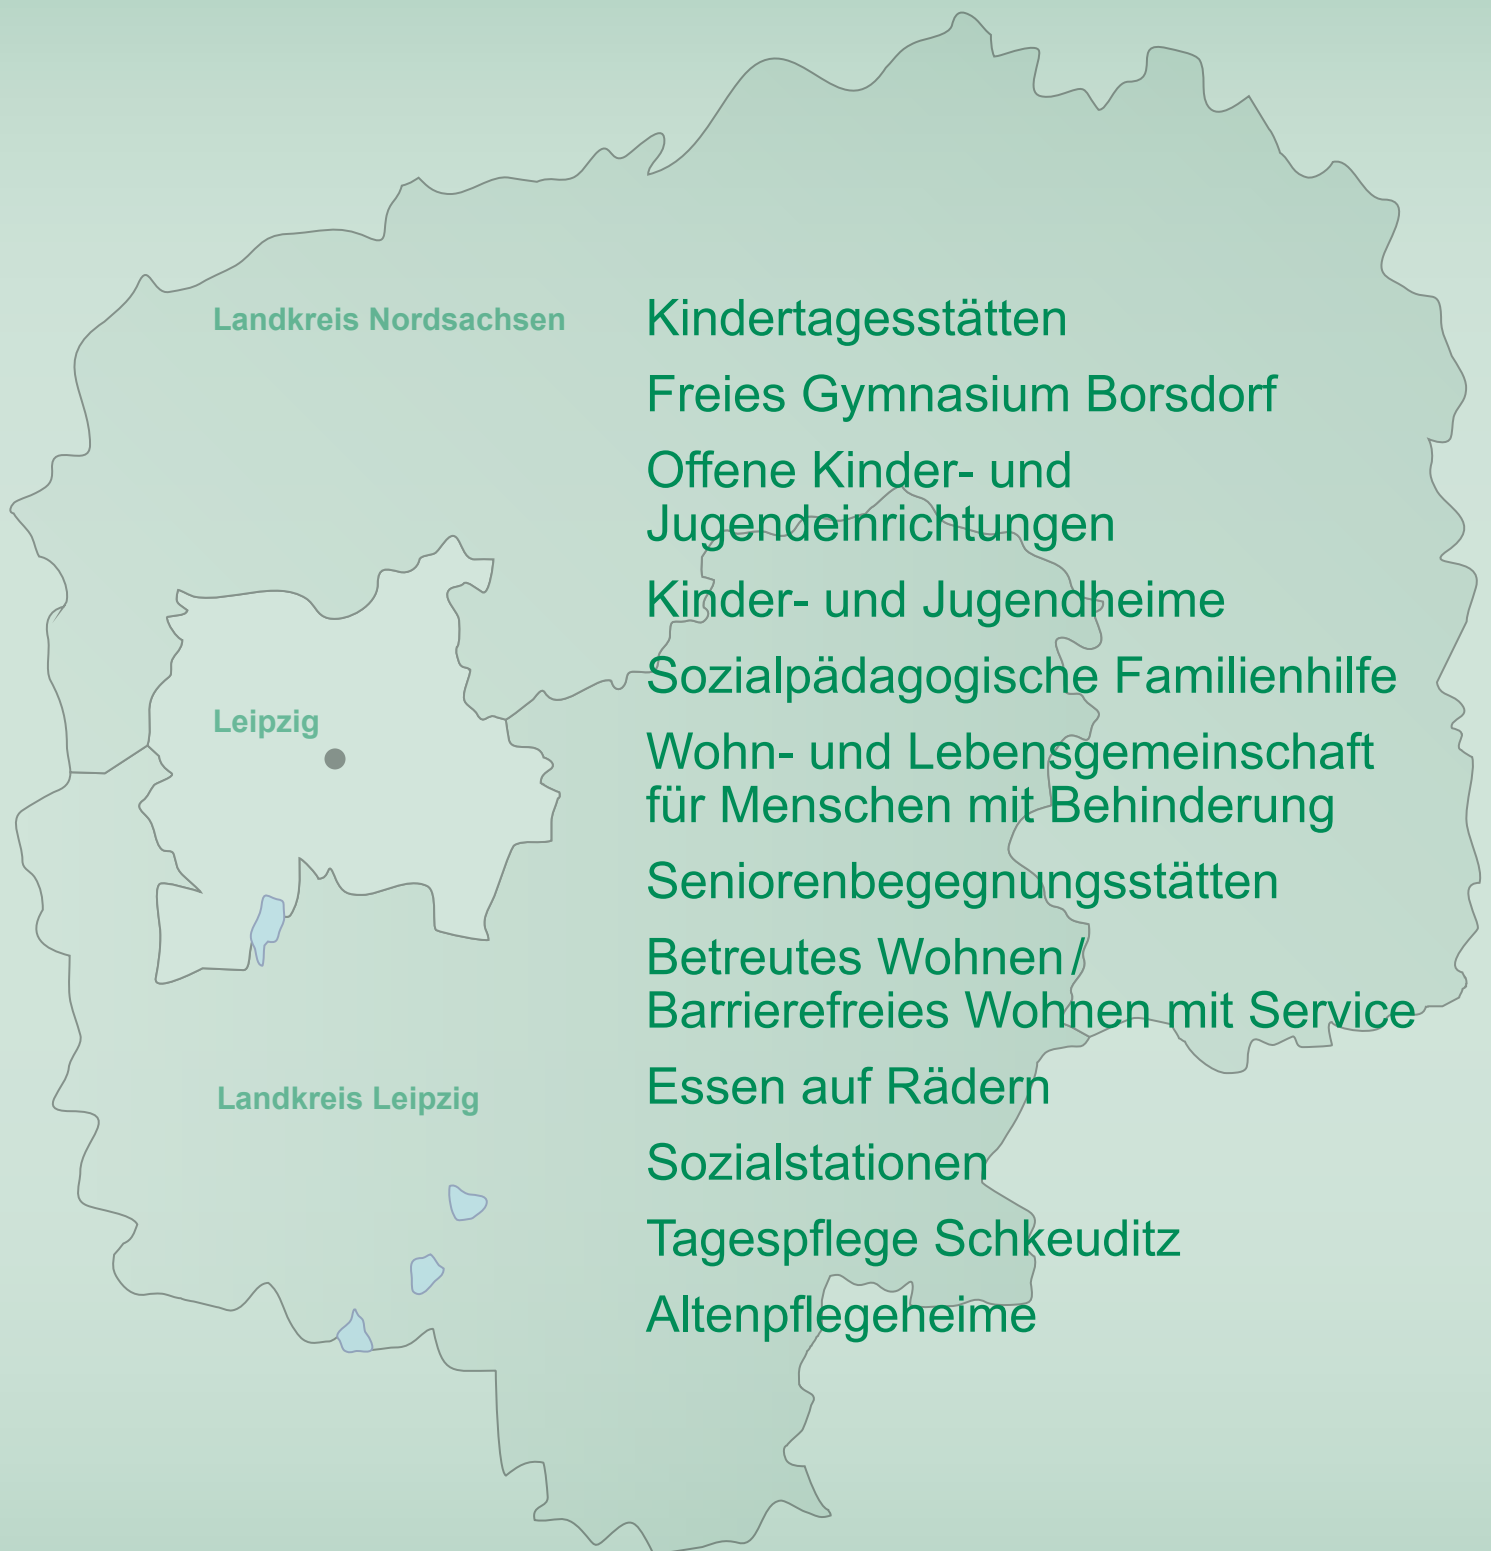 Landkreis Nordsachsen
Leipzig
Landkreis Leipzig
Kindertagesstätten
Freies Gymnasium Borsdorf
Offene Kinder- und
Jugendeinrichtungen
Kinder- und Jugendheime
Sozialpädagogische Familienhilfe
Wohn- und Lebensgemeinschaft
für Menschen mit Behinderung
Seniorenbegegnungsstätten
Betreutes Wohnen /
Barrierefreies Wohnen mit Service
Essen auf Rädern
Sozialstationen
Tagespflege Schkeuditz
Altenpflegeheime